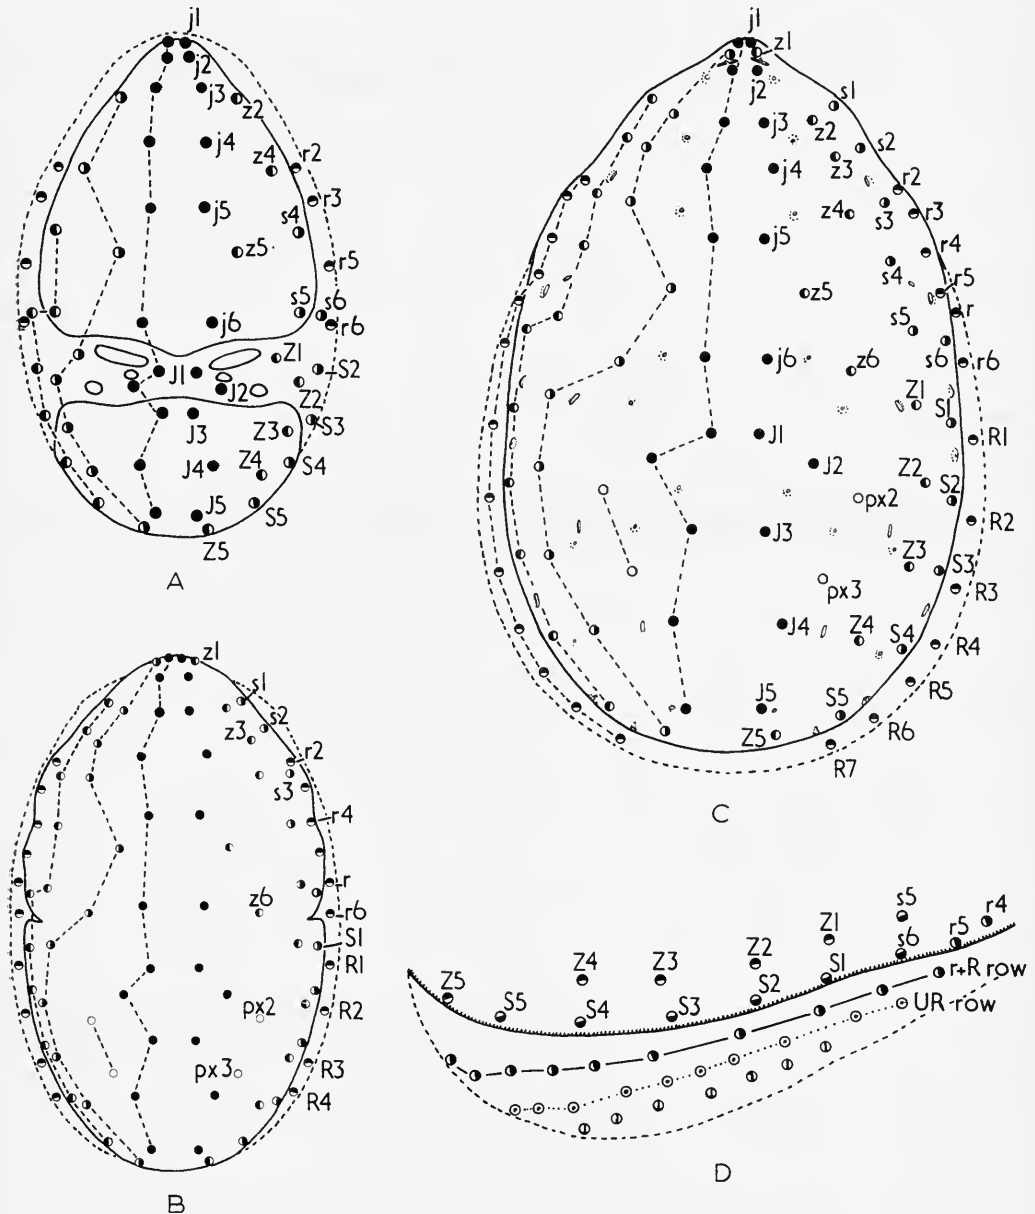 j1
j2
j3
z2
j4
z4
r2
r3
j5
s4
z5
r5
s5
s6
j6
r6
Z1
J1
S2
J2
Z2
J3
Z3
S3
J4
Z4
S4
J5
S5
Z5
A
j1
z1
j2
s1
j3
z2
s2
j4
z3
r2
z4
s3
r3
j5
r4
s4
r5
z5
r
s5
j6
z6
s6
r6
Z1
S1
J1
R1
J2
Z2
S2
px2
J3
R2
Z3
S3
px3
R3
J4
Z4
S4
R4
R5
J5
S5
Z5
R6
R7
C
z1
s1
s2
z3
r2
s3
r4
r
z6
r6
S1
R1
px2
R2
px3
R3
R4
B
s5
r4
Z1
s6
r5
Z5
Z4
Z3
Z2
S1
r+R row
S5
S4
S3
S2
UR row
D